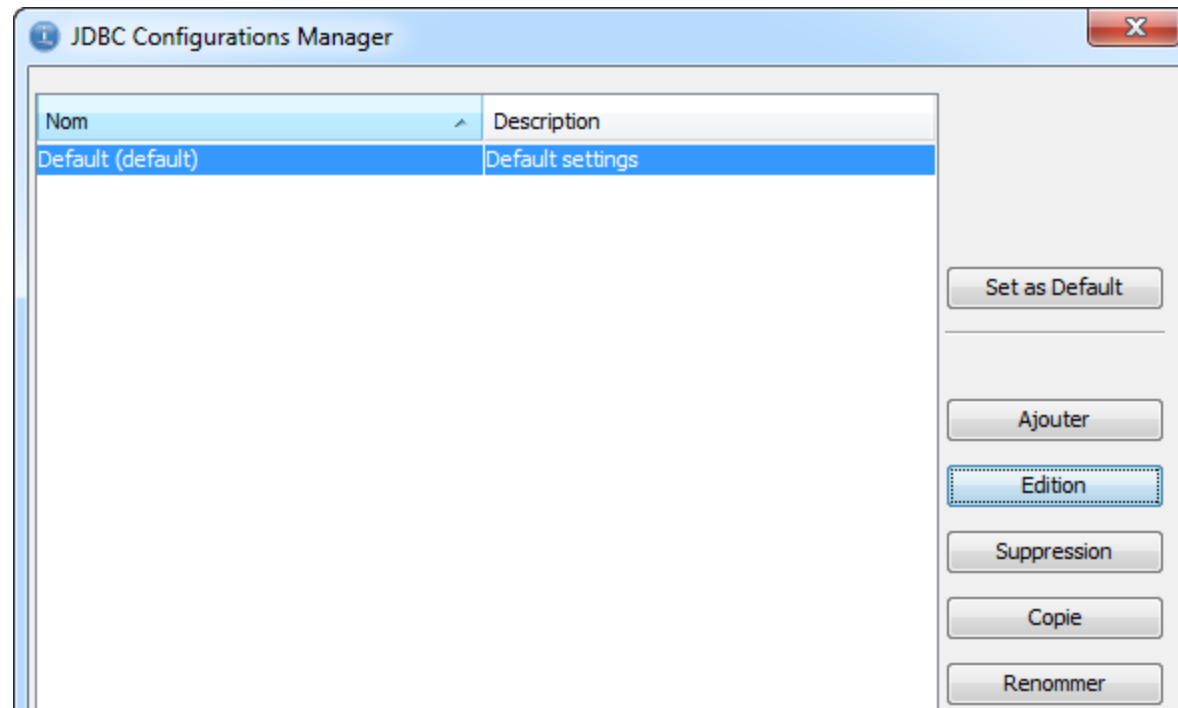 JDBC Configurations Manager
Nom Description
Default (default) Default settings
Set as Default
Ajouter
Edition
Suppression
Copie
Renommer